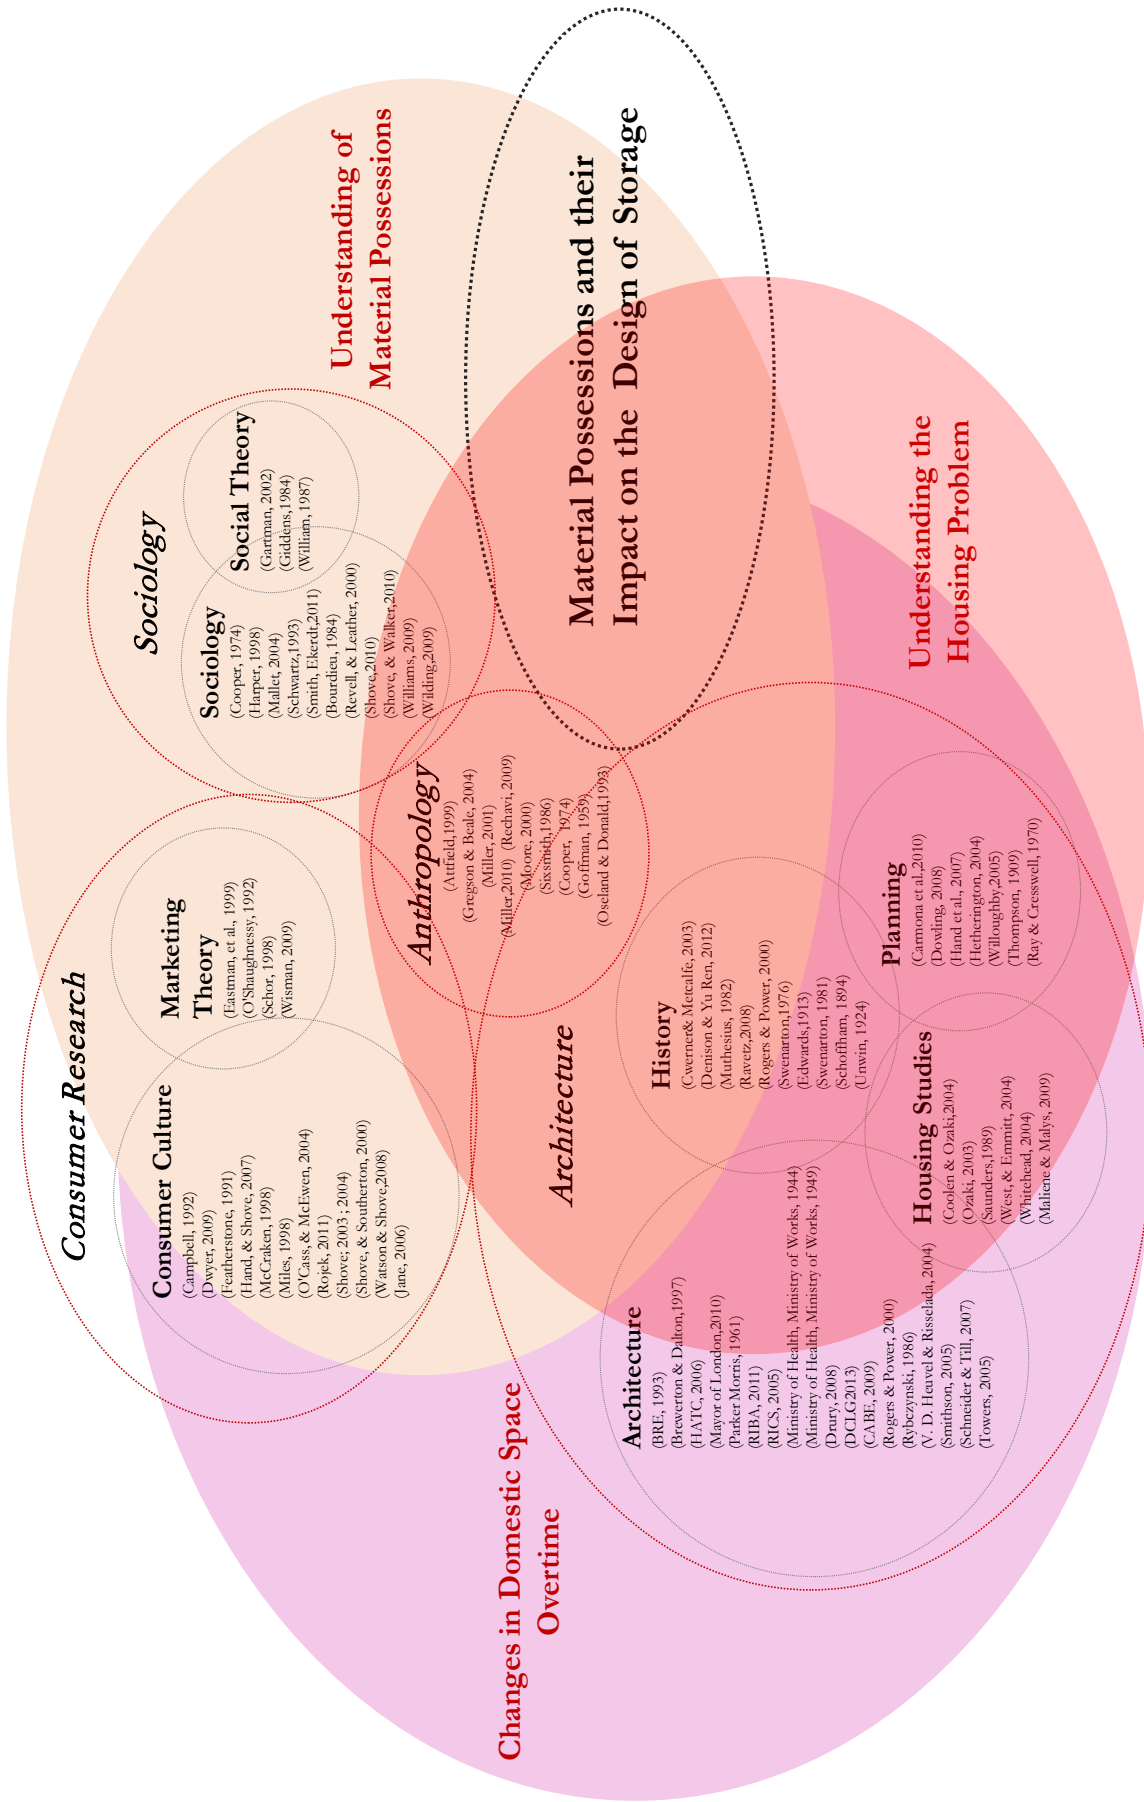 Consumer Research
Consumer Culture
(Campbell, 1992)
(Dwyer, 2009)
(Featherstone, 1991)
(Hand, & Shove, 2007)
(McCraken, 1998)
(Miles, 1998)
(O'Cass, & McEwen, 2004)
(Rojek, 2011)
(Shove; 2003 ; 2004)
(Shove, & Southerton, 2000)
(Watson & Shove,2008)
(Jane, 2006)
Marketing
Theory
(Eastman, et al., 1999)
(O'Shaughnessy, 1992)
(Schor, 1998)
(Wisman, 2009)
Sociology
Sociology
(Cooper, 1974)
(Harper, 1998)
(Mallet, 2004)
(Schwartz,1993)
(Smith, Ekerdt,2011)
(Bourdieu, 1984)
(Revell, & Leather, 2000)
(Shove,2010)
(Shove, & Walker,2010)
(Williams, 2009)
(Wilding,2009)
Social Theory
(Gartman, 2002)
(Giddens,1984)
(William, 1987)
Understanding of
Material Possessions
Anthropology
(Attfield,1999)
(Gregson & Beale, 2004)
(Miller, 2001)
(Miller,2010) (Rechavi, 2009)
(Moore, 2000)
(Sixsmith,1986)
(Cooper, 1974)
(Goffman, 1959)
(Oseland & Donald,1993)
Changes in Domestic Space
Overtime
Architecture
Architecture
(BRE, 1993)
(Brewerton & Dalton,1997)
(HATC, 2006)
(Mayor of London,2010)
(Parker Morris, 1961)
(RIBA, 2011)
(RICS, 2005)
(Ministry of Health, Ministry of Works, 1944)
(Ministry of Health, Ministry of Works, 1949)
(Drury, 2008)
(DCLG2013)
(CABE, 2009)
(Rogers & Power, 2000)
(Rybczynski, 1986)
(V. D. Heuvel & Risselada, 2004)
(Smithson, 2005)
(Schneider & Till, 2007)
(Towers, 2005)
History
(Cwerner& Metcalfe, 2003)
(Denison & Yu Ren, 2012)
(Muthesius, 1982)
(Ravetz,2008)
(Rogers & Power, 2000)
(Swenarton,1976)
(Edwards,1913)
(Swenarton, 1981)
(Schoffham, 1894)
(Unwin, 1924)
Material Possessions and their
Impact on the Design of Storage
Housing Studies
(Coolen & Ozaki,2004)
(Ozaki, 2003)
(Saunders,1989)
(West, & Emmitt, 2004)
(Whitehead, 2004)
(Maliene & Malys, 2009)
Planning
(Carmona et al,2010)
(Dowling, 2008)
(Hand et al., 2007)
(Hetherington, 2004)
(Willoughby,2005)
(Thompson, 1909)
(Ray & Cresswell, 1970)
Understanding the
Housing Problem